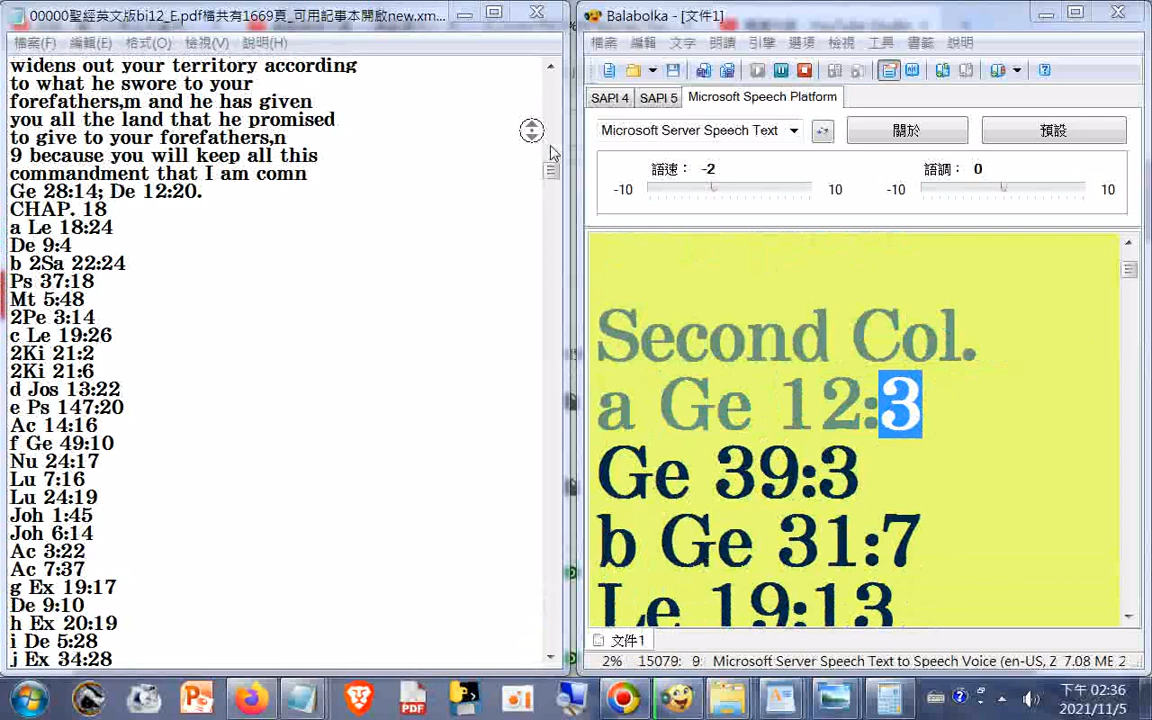 00000聖經英文版bi12_E.pdf檔共有1669頁_可用記事本開啟new.xm...
檔案(F) 編輯(E) 格式(O) 檢視(V) 說明(H)
widens out your territory according
to what he swore to your
forefathers,m and he has given
you all the land that he promised
to give to your forefathers,n
9 because you will keep all this
commandment that I am comn
Ge 28:14; De 12:20.
CHAP. 18
a Le 18:24
De 9:4
b 2Sa 22:24
Ps 37:18
Mt 5:48
2Pe 3:14
c Le 19:26
2Ki 21:2
2Ki 21:6
d Jos 13:22
e Ps 147:20
Ac 14:16
f Ge 49:10
Nu 24:17
Lu 7:16
Lu 24:19
Joh 1:45
Joh 6:14
Ac 3:22
Ac 7:37
g Ex 19:17
De 9:10
h Ex 20:19
i De 5:28
j Ex 34:28
Balabolka - [文件1]
檔案 編輯 文字 朗讀 引擎 選項 檢視 工具 書籤 說明
SAPI 4 SAPI 5 Microsoft Speech Platform
Microsoft Server Speech Text 關於 預設
語速: -2 語調: 0
-10 10 -10 10
Second Col.
a Ge 12:3
Ge 39:3
b Ge 31:7
Le 19:13
文件1
2% 15079: 9: Microsoft Server Speech Text to Speech Voice (en-US, Z 7.08 ME 2
PDF
下午 02:36
2021/11/5